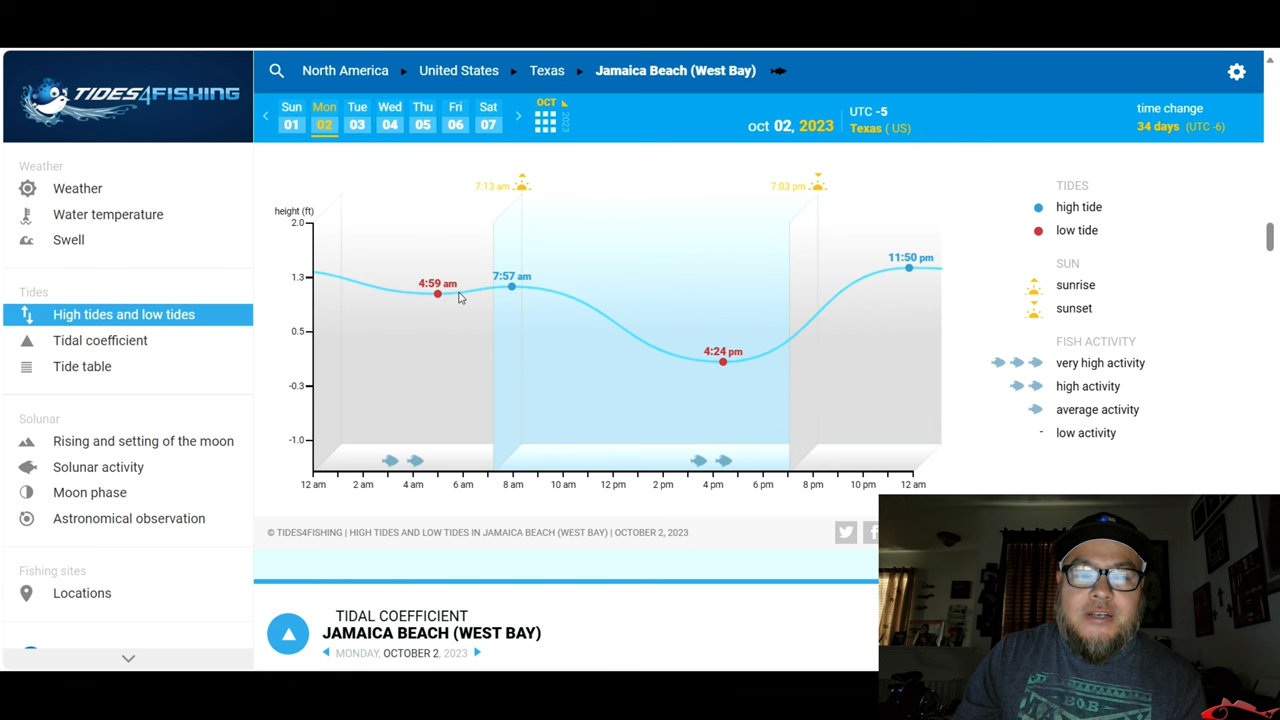 TIDES4FISHING
North America
United States
Texas
Jamaica Beach (West Bay)
Sun Mon Tue Wed Thu Fri Sat
01 02 03 04 05 06 07
OCT
2023
oct 02, 2023
UTC -5
Texas ( US)
time change
34 days (UTC -6)
Weather
Weather
Water temperature
Swell
Tides
High tides and low tides
Tidal coefficient
Tide table
Solunar
Rising and setting of the moon
Solunar activity
Moon phase
Astronomical observation
Fishing sites
Locations
7:13 am
7:03 pm
height (ft)
2.0
1.3
0.5
-0.3
-1.0
4:59 am
7:57 am
4:24 pm
11:50 pm
12 am 2 am 4 am 6 am 8 am 10 am 12 pm 2 pm 4 pm 6 pm 8 pm 10 pm 12 am
TIDES
high tide
low tide
SUN
sunrise
sunset
FISH ACTIVITY
very high activity
high activity
average activity
- low activity
© TIDES4FISHING | HIGH TIDES AND LOW TIDES IN JAMAICA BEACH (WEST BAY) | OCTOBER 2, 2023
TIDAL COEFFICIENT
JAMAICA BEACH (WEST BAY)
MONDAY, OCTOBER 2, 2023